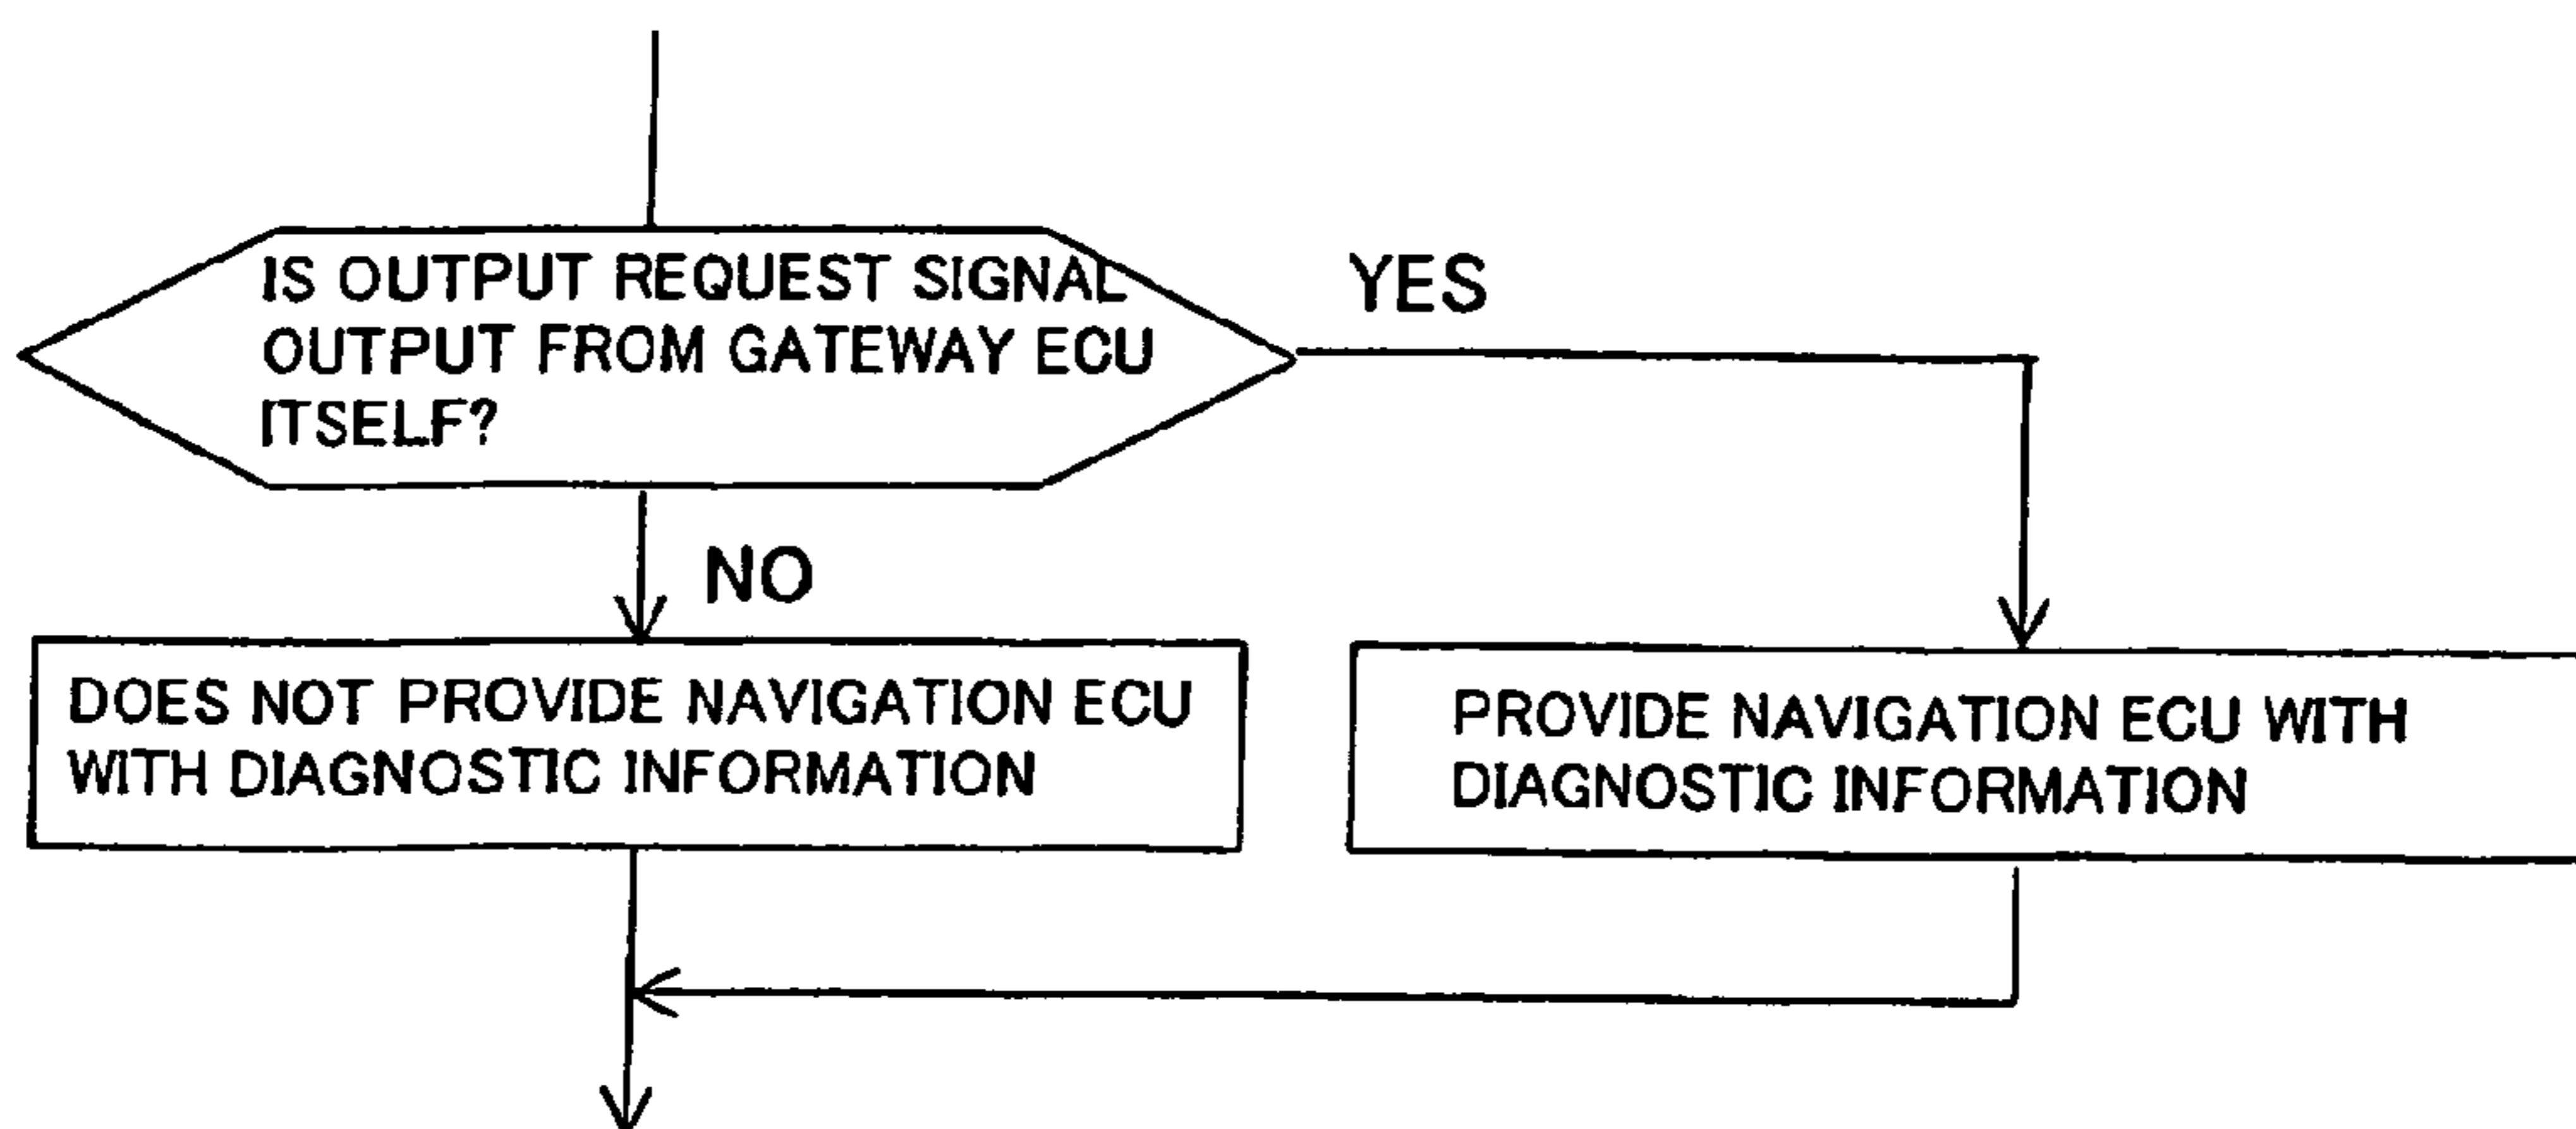 IS OUTPUT REQUEST SIGNAL
OUTPUT FROM GATEWAY ECU
ITSELF?
YES
NO
DOES NOT PROVIDE NAVIGATION ECU
WITH DIAGNOSTIC INFORMATION
PROVIDE NAVIGATION ECU WITH
DIAGNOSTIC INFORMATION